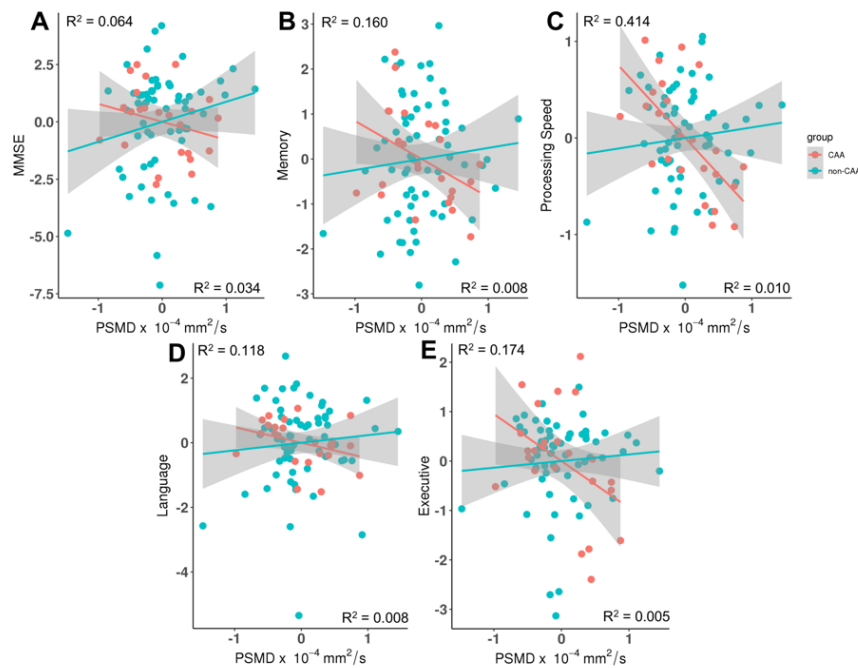 A
R² = 0.064
2.5
0.0
-2.5
-5.0
-7.5
MMSE
R² = 0.034
-1 0 1
PSMD x 10⁻⁴ mm²/s
B
R² = 0.160
3
2
1
0
-1
-2
-3
Memory
R² = 0.008
-1 0 1
PSMD x 10⁻⁴ mm²/s
C
R² = 0.414
1
0
-1
Processing Speed
R² = 0.010
-1 0 1
PSMD x 10⁻⁴ mm²/s
group
CAA
non-CAA
D
R² = 0.118
2
0
-2
-4
Language
R² = 0.008
-1 0 1
PSMD x 10⁻⁴ mm²/s
E
R² = 0.174
2
1
0
-1
-2
-3
Executive
R² = 0.005
-1 0 1
PSMD x 10⁻⁴ mm²/s